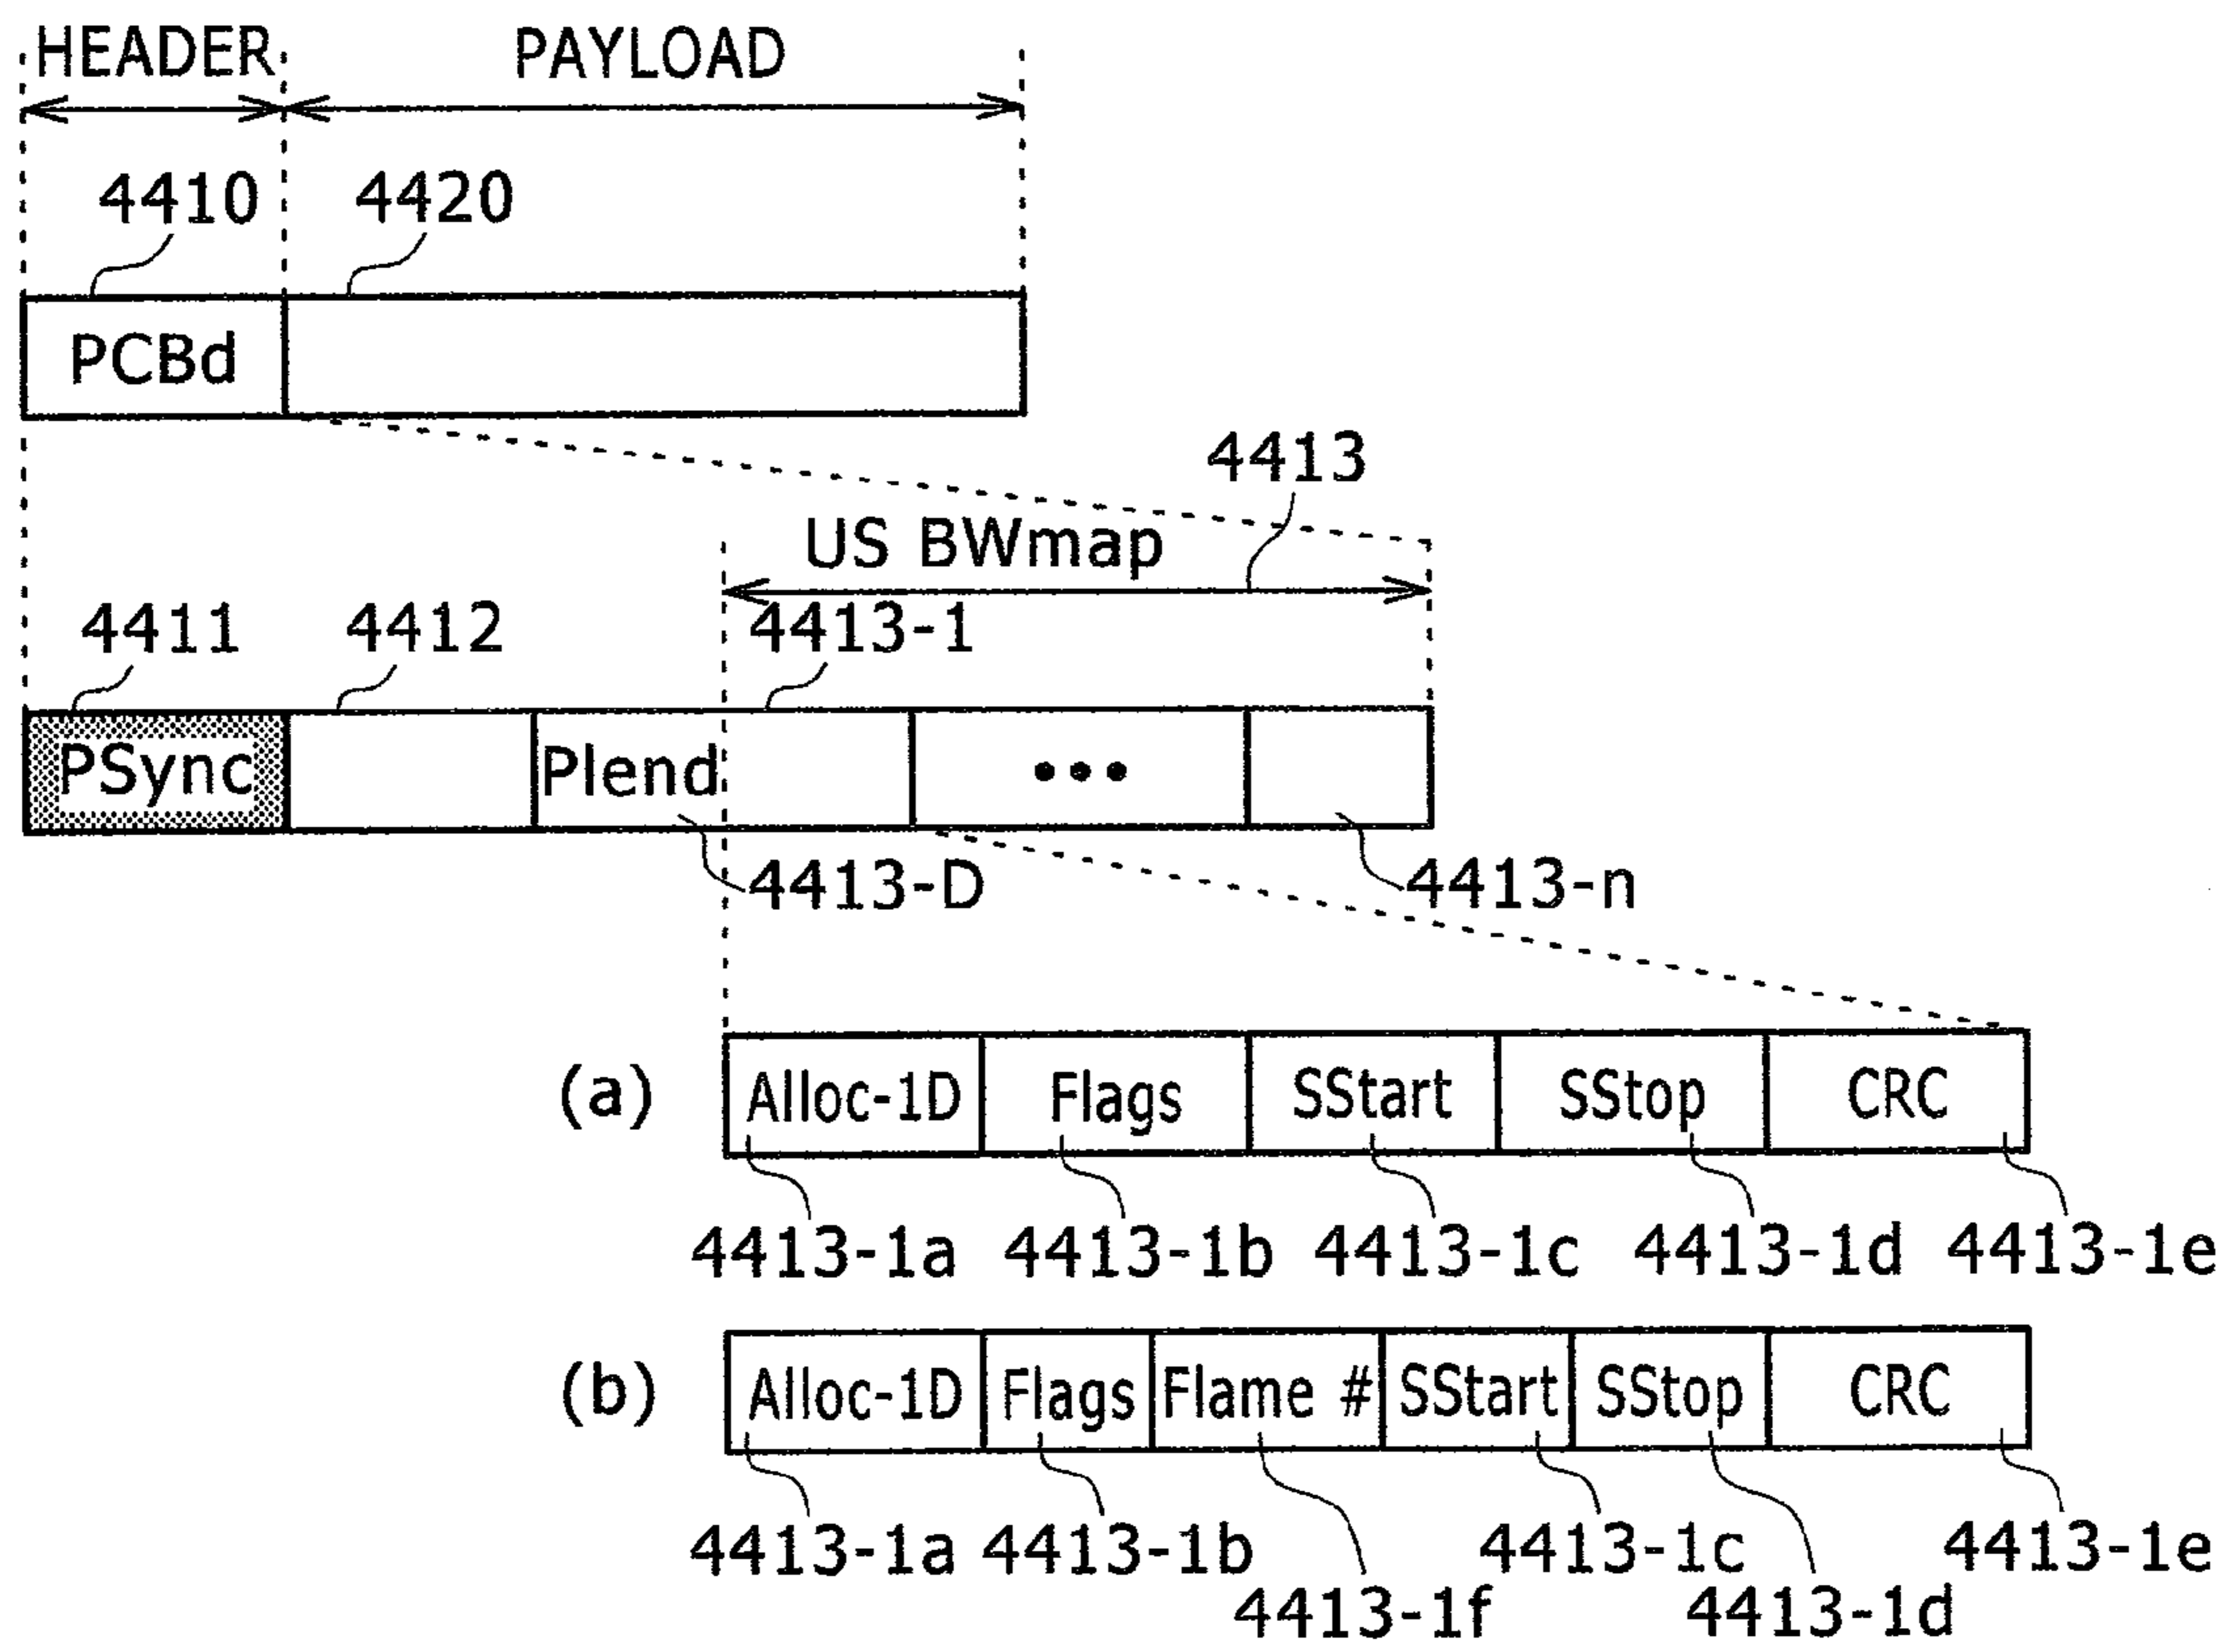 HEADER PAYLOAD
4410 4420
PCBd
4413
US BWmap
4411 4412 4413-1
PSync Plend •••
4413-D 4413-n
(a) Alloc-1D Flags SStart SStop CRC
4413-1a 4413-1b 4413-1c 4413-1d 4413-1e
(b) Alloc-1D Flags Flame # SStart SStop CRC
4413-1a 4413-1b 4413-1c 4413-1e
4413-1f 4413-1d